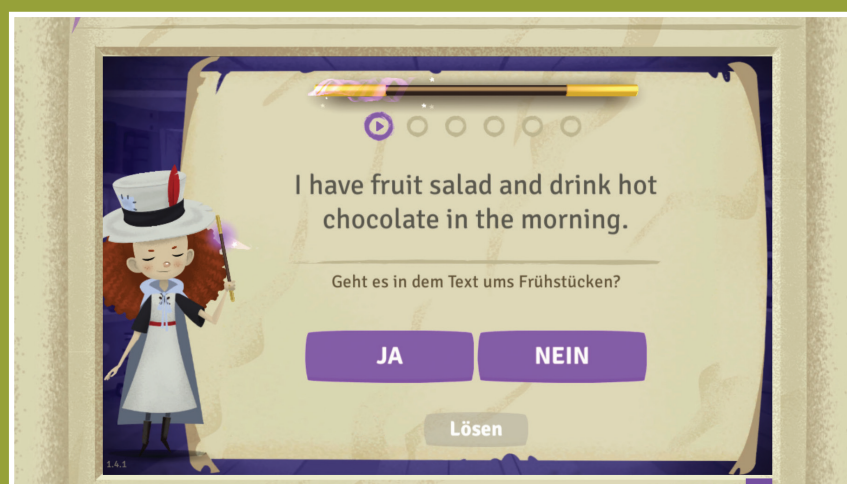 I have fruit salad and drink hot
chocolate in the morning.
Geht es in dem Text ums Frühstücken?
JA
NEIN
Lösen
1.4.1